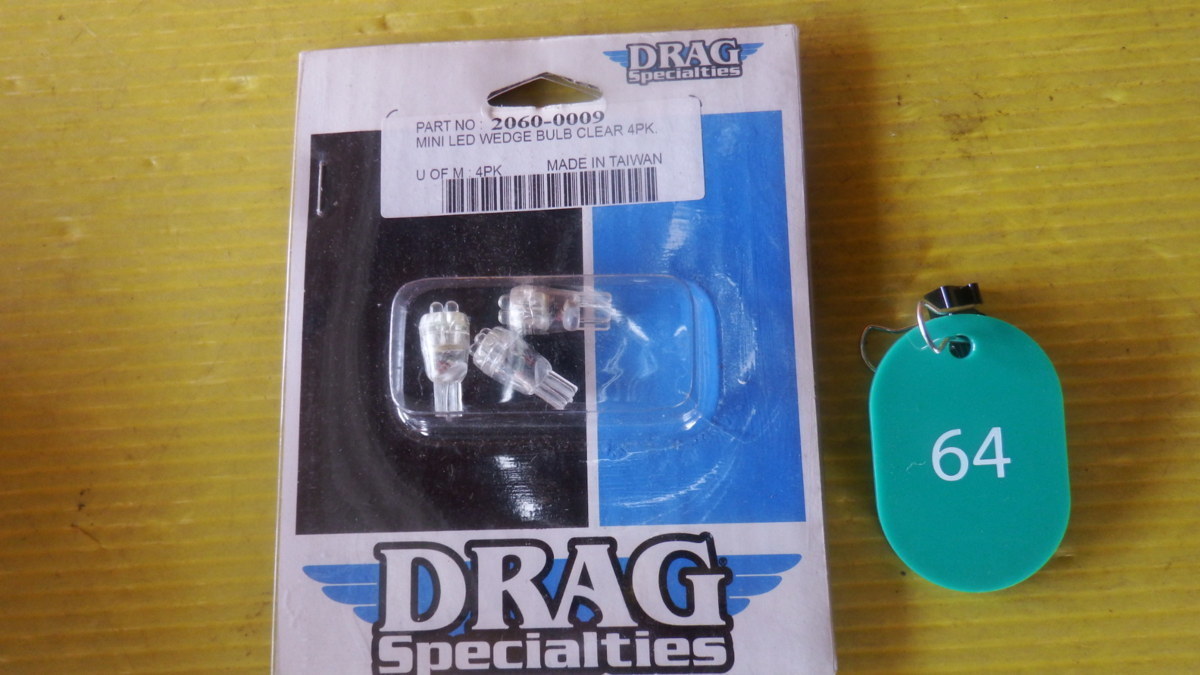 DRAG
Specialties
PART NO : 2060-0009
MINI LED WEDGE BULB CLEAR 4PK.
U OF M : 4PK MADE IN TAIWAN
64
DRAG
Specialties